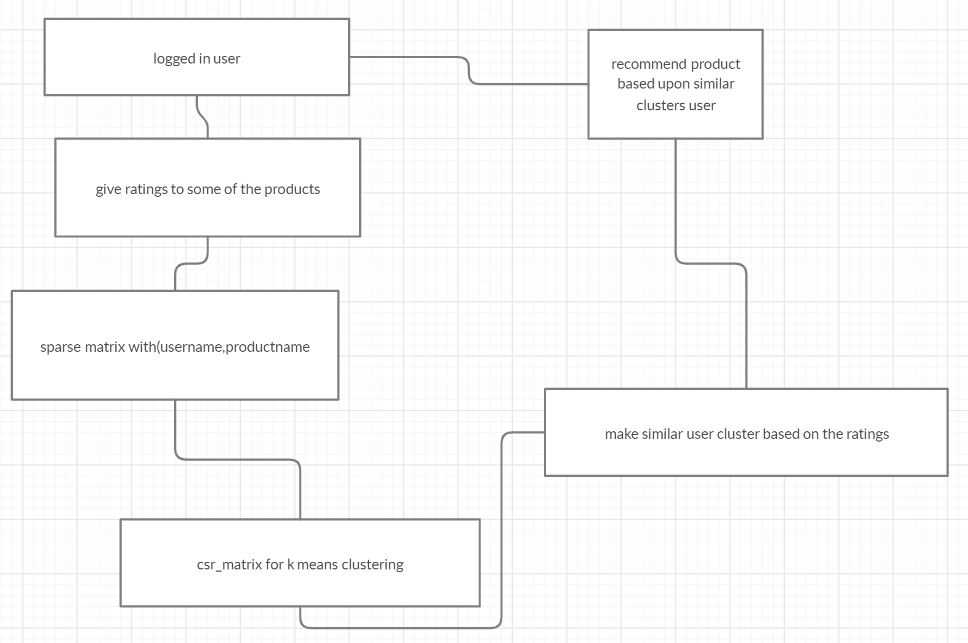 logged in user
recommend product
based upon similar
clusters user
give ratings to some of the products
sparse matrix with(username,productname
make similar user cluster based on the ratings
csr_matrix for k means clustering